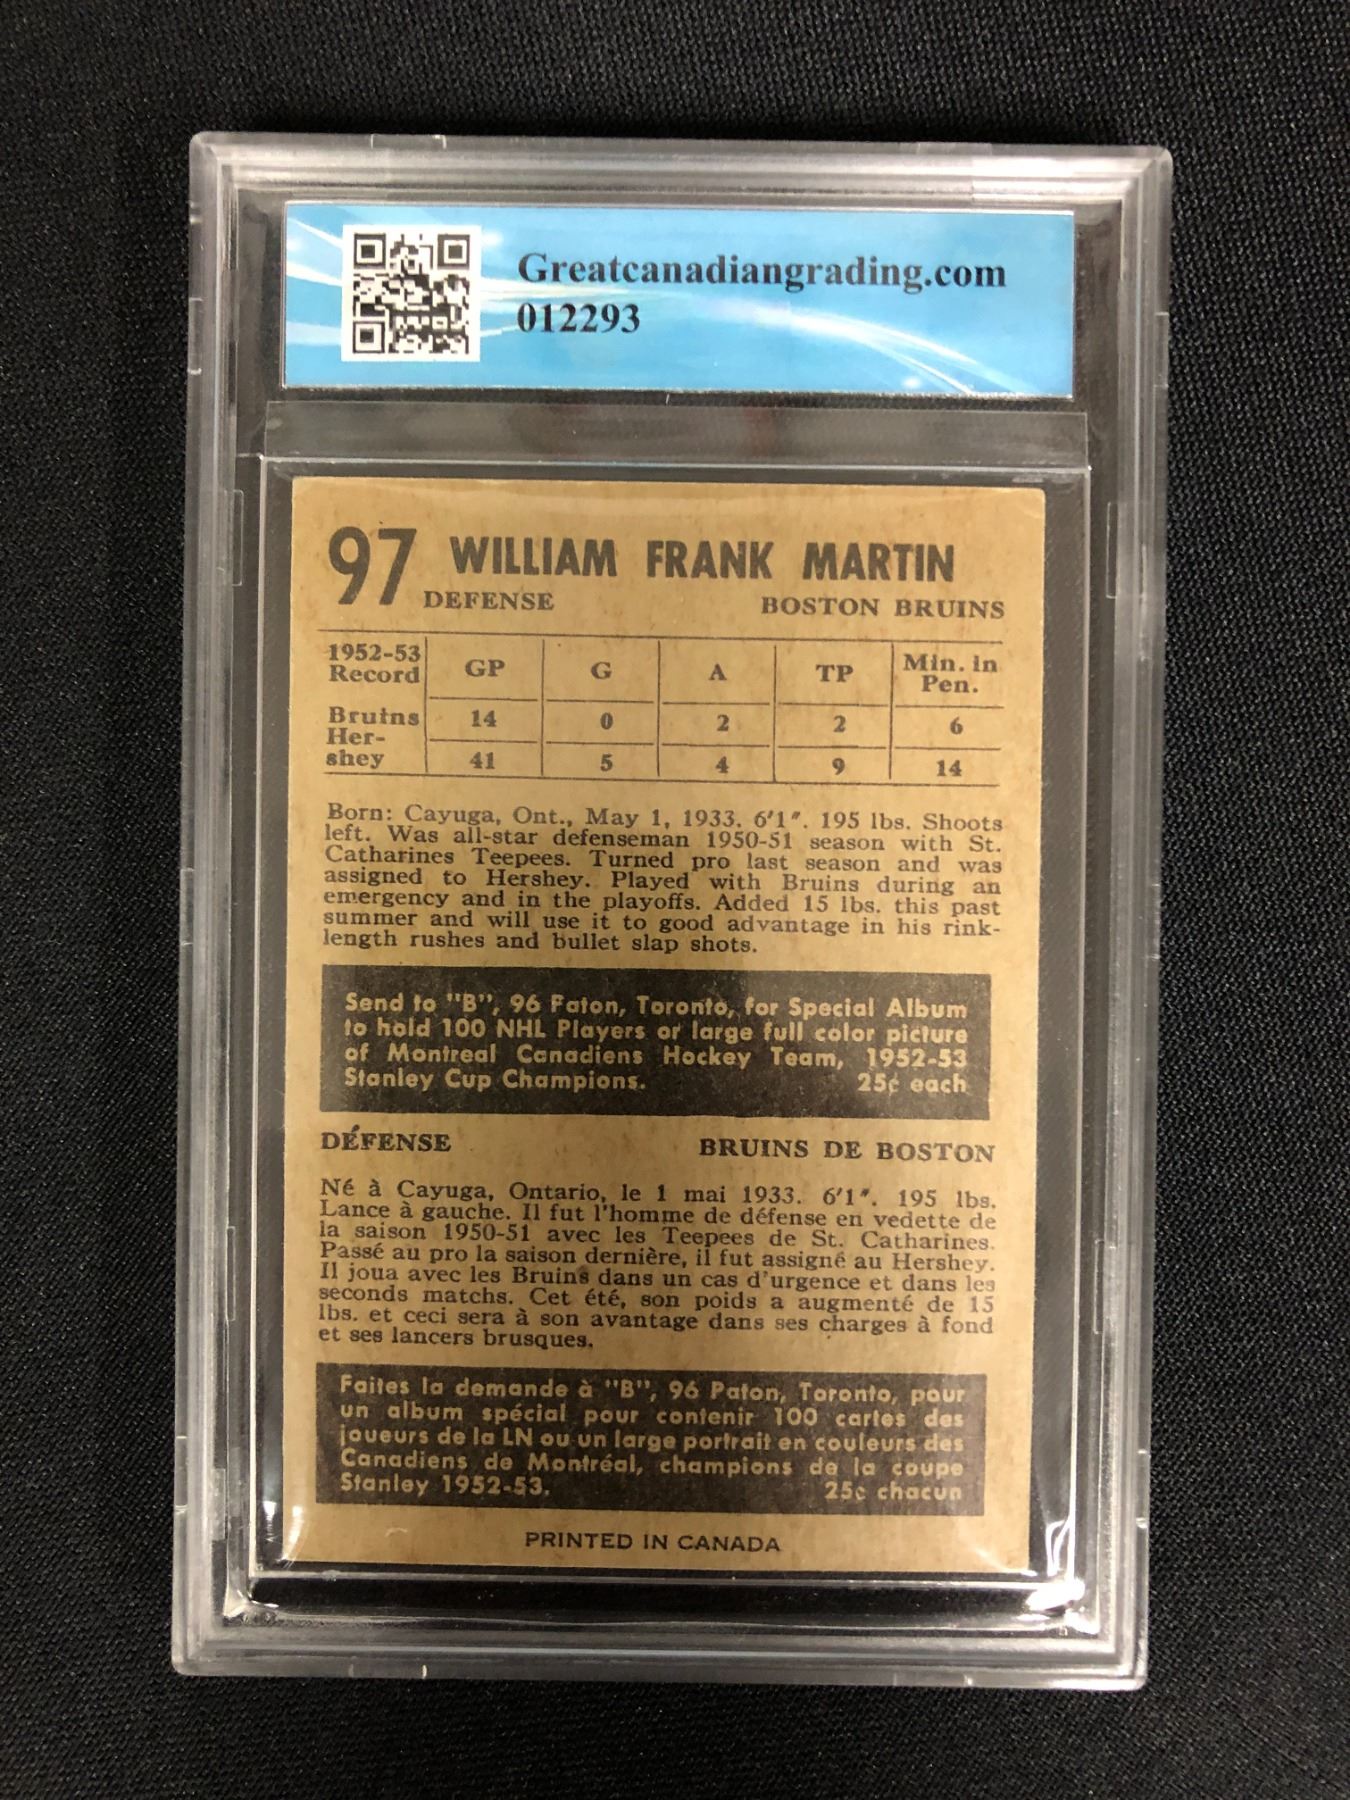 Greatcanadiangrading.com
012293
97 WILLIAM FRANK MARTIN
DEFENSE BOSTON BRUINS
1952-53 Record GP G A TP Min. in Pen.
Bruins 14 0 2 2 6
Her-
shey 41 5 4 9 14
Born: Cayuga, Ont., May 1, 1933. 6'1". 195 lbs. Shoots
left. Was all-star defenseman 1950-51 season with St.
Catharines Teepees. Turned pro last season and was
assigned to Hershey. Played with Bruins during an
emergency and in the playoffs. Added 15 lbs. this past
summer and will use it to good advantage in his rink-
length rushes and bullet slap shots.
Send to "B", 96 Paton, Toronto, for Special Album
to hold 100 NHL Players or large full color picture
of Montreal Canadiens Hockey Team, 1952-53
Stanley Cup Champions. 25¢ each
DÉFENSE BRUINS DE BOSTON
Né à Cayuga, Ontario, le 1 mai 1933. 6'1". 195 lbs.
Lance à gauche. Il fut l'homme de défense en vedette de
la saison 1950-51 avec les Teepees de St. Catharines.
Passé au pro la saison dernière, il fut assigné au Hershey.
Il joua avec les Bruins dans un cas d'urgence et dans les
seconds matchs. Cet été, son poids a augmenté de 15
lbs. et ceci sera à son avantage dans ses charges à fond
et ses lancers brusques.
Faites la demande à "B", 96 Paton, Toronto, pour
un album spécial pour contenir 100 cartes des
joueurs de la LN ou un large portrait en couleurs des
Canadiens de Montréal, champions de la coupe
Stanley 1952-53. 25¢ chacun
PRINTED IN CANADA